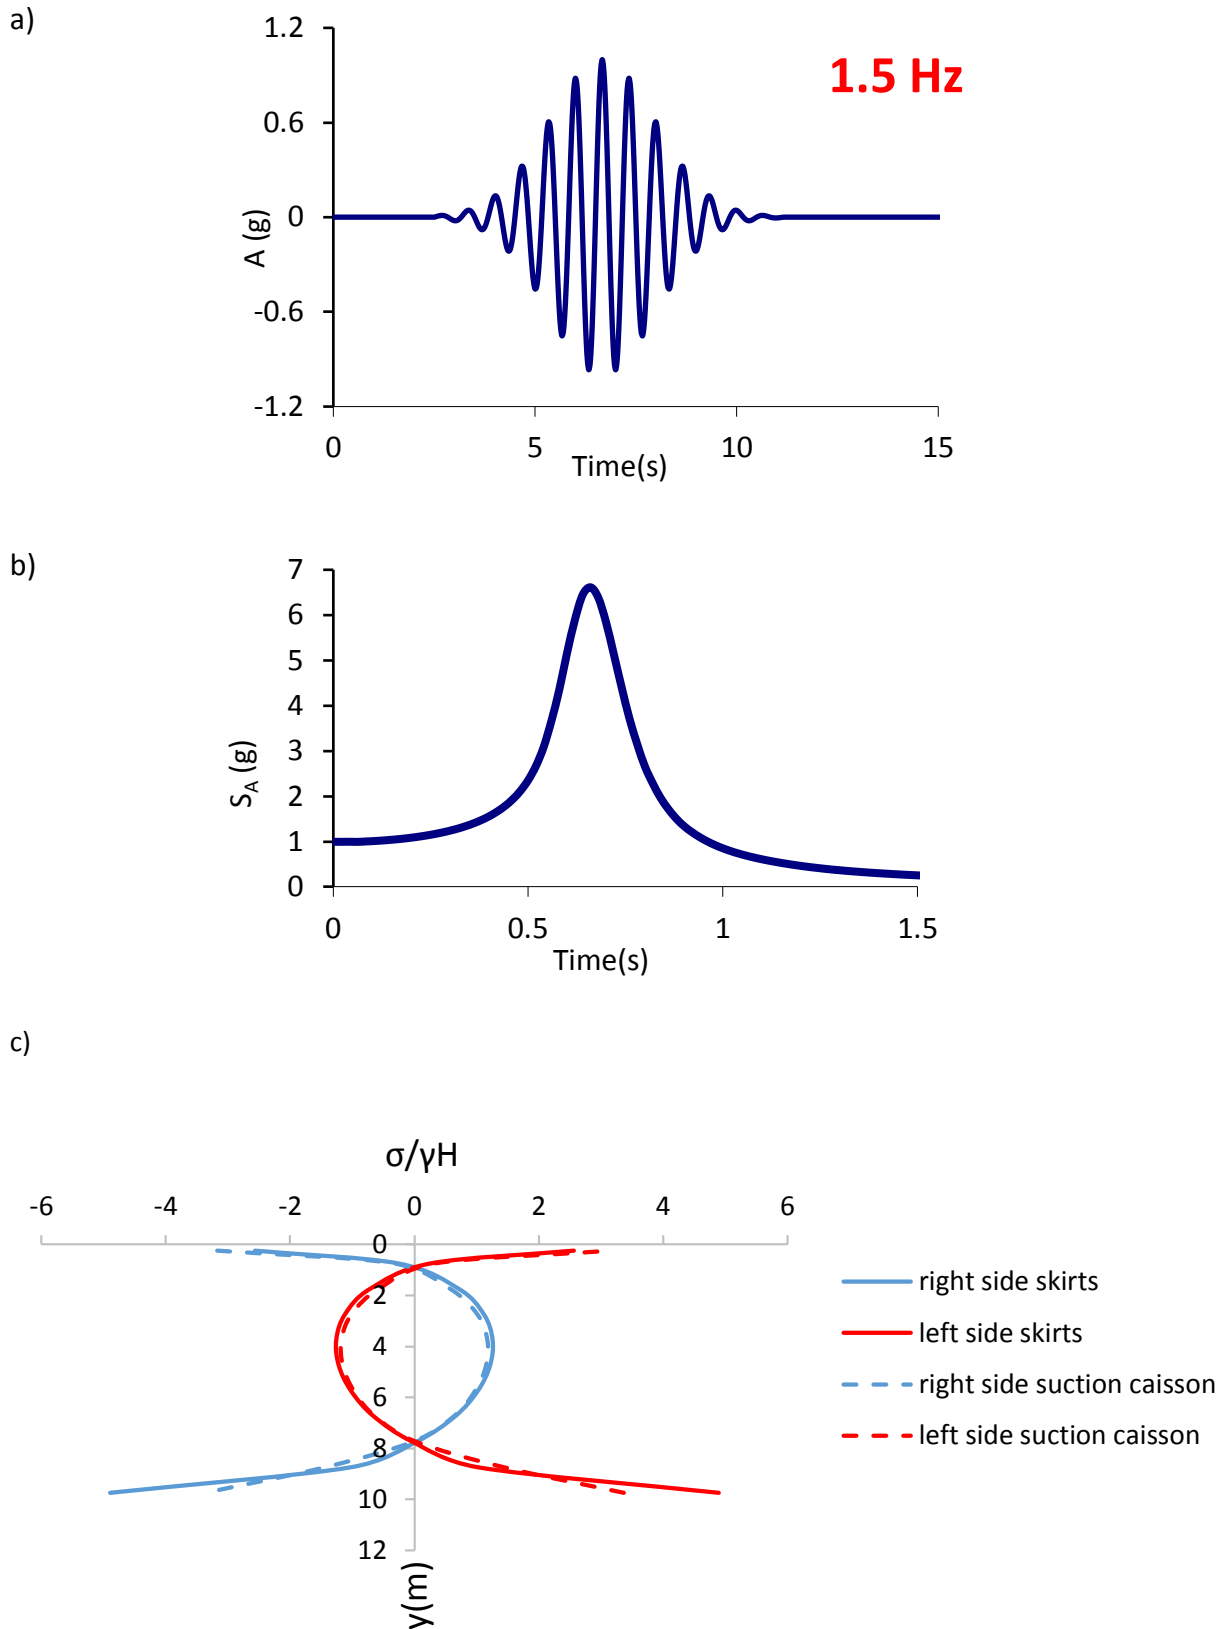 a)
1.2
0.6
0
-0.6
-1.2
A (g)
1.5 Hz
0 5 10 15
Time(s)
b)
7
6
5
4
3
2
1
0
S_A (g)
0 0.5 1 1.5
Time(s)
c)
σ/γH
-6 -4 -2 0 2 4 6
0
2
4
6
8
10
12
y(m)
right side skirts
left side skirts
right side suction caisson
left side suction caisson